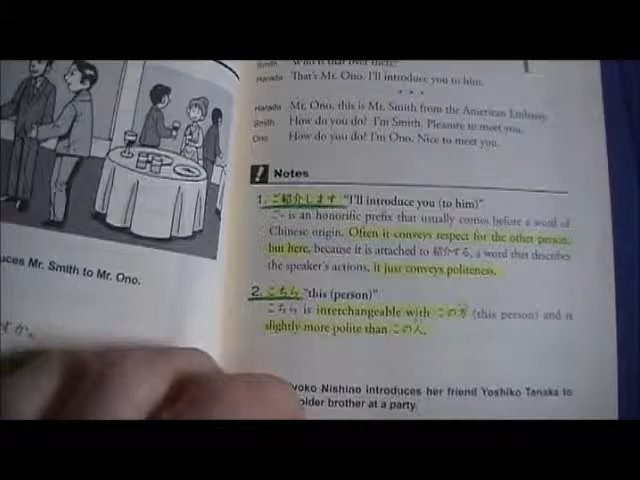 Smith Who is that over there?
Harada That's Mr. Ono. I'll introduce you to him.
* * *
Harada Mr. Ono, this is Mr. Smith from the American Embassy.
Smith How do you do? I'm Smith. Pleasure to meet you.
Ono How do you do? I'm Ono. Nice to meet you.
! Notes
1. ご紹介します "I'll introduce you (to him)"
ご is an honorific prefix that usually comes before a word of
Chinese origin. Often it conveys respect for the other person,
but here, because it is attached to 紹介する, a word that describes
the speaker's actions, it just conveys politeness.
2. こちら "this (person)"
こちら is interchangeable with この方 (this person) and is
slightly more polite than この人.
uces Mr. Smith to Mr. Ono.
すか。
yoko Nishino introduces her friend Yoshiko Tanaka to
older brother at a party.